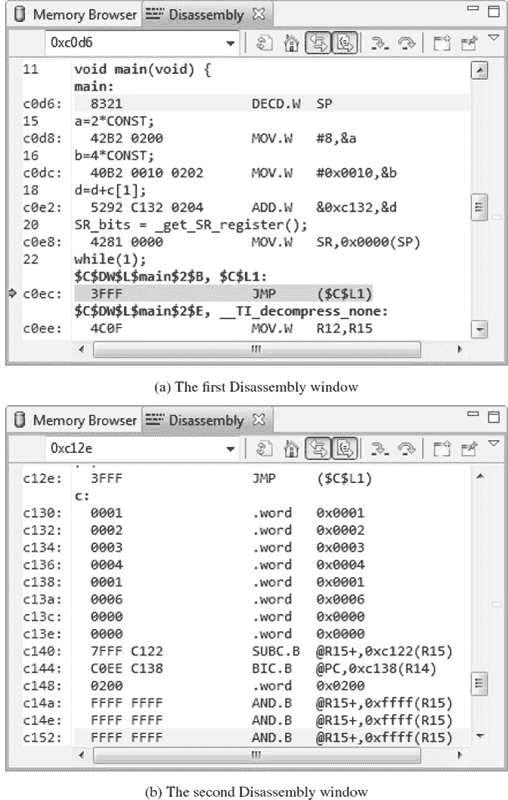 Memory Browser Disassembly
0xc0d6
11 void main(void) {
main:
c0d6: 8321 DECD.W SP
15 a=2*CONST;
c0d8: 42B2 0200 MOV.W #8,&a
16 b=4*CONST;
c0dc: 40B2 0010 0202 MOV.W #0x0010,&b
18 d=d+c[1];
c0e2: 5292 C132 0204 ADD.W &0xc132,&d
20 SR_bits = _get_SR_register();
c0e8: 4281 0000 MOV.W SR,0x0000(SP)
22 while(1);
$C$DW$L$main$2$B, $C$L1:
c0ec: 3FFF JMP ($C$L1)
$C$DW$L$main$2$E, __TI_decompress_none:
c0ee: 4C0F MOV.W R12,R15
(a) The first Disassembly window
Memory Browser Disassembly
0xc12e
c12e: 3FFF JMP ($C$L1)
c:
c130: 0001 .word 0x0001
c132: 0002 .word 0x0002
c134: 0003 .word 0x0003
c136: 0004 .word 0x0004
c138: 0001 .word 0x0001
c13a: 0006 .word 0x0006
c13c: 0000 .word 0x0000
c13e: 0000 .word 0x0000
c140: 7FFF C122 SUBC.B @R15+,0xc122(R15)
c144: C0EE C138 BIC.B @PC,0xc138(R14)
c148: 0200 .word 0x0200
c14a: FFFF FFFF AND.B @R15+,0xffff(R15)
c14e: FFFF FFFF AND.B @R15+,0xffff(R15)
c152: FFFF FFFF AND.B @R15+,0xffff(R15)
(b) The second Disassembly window